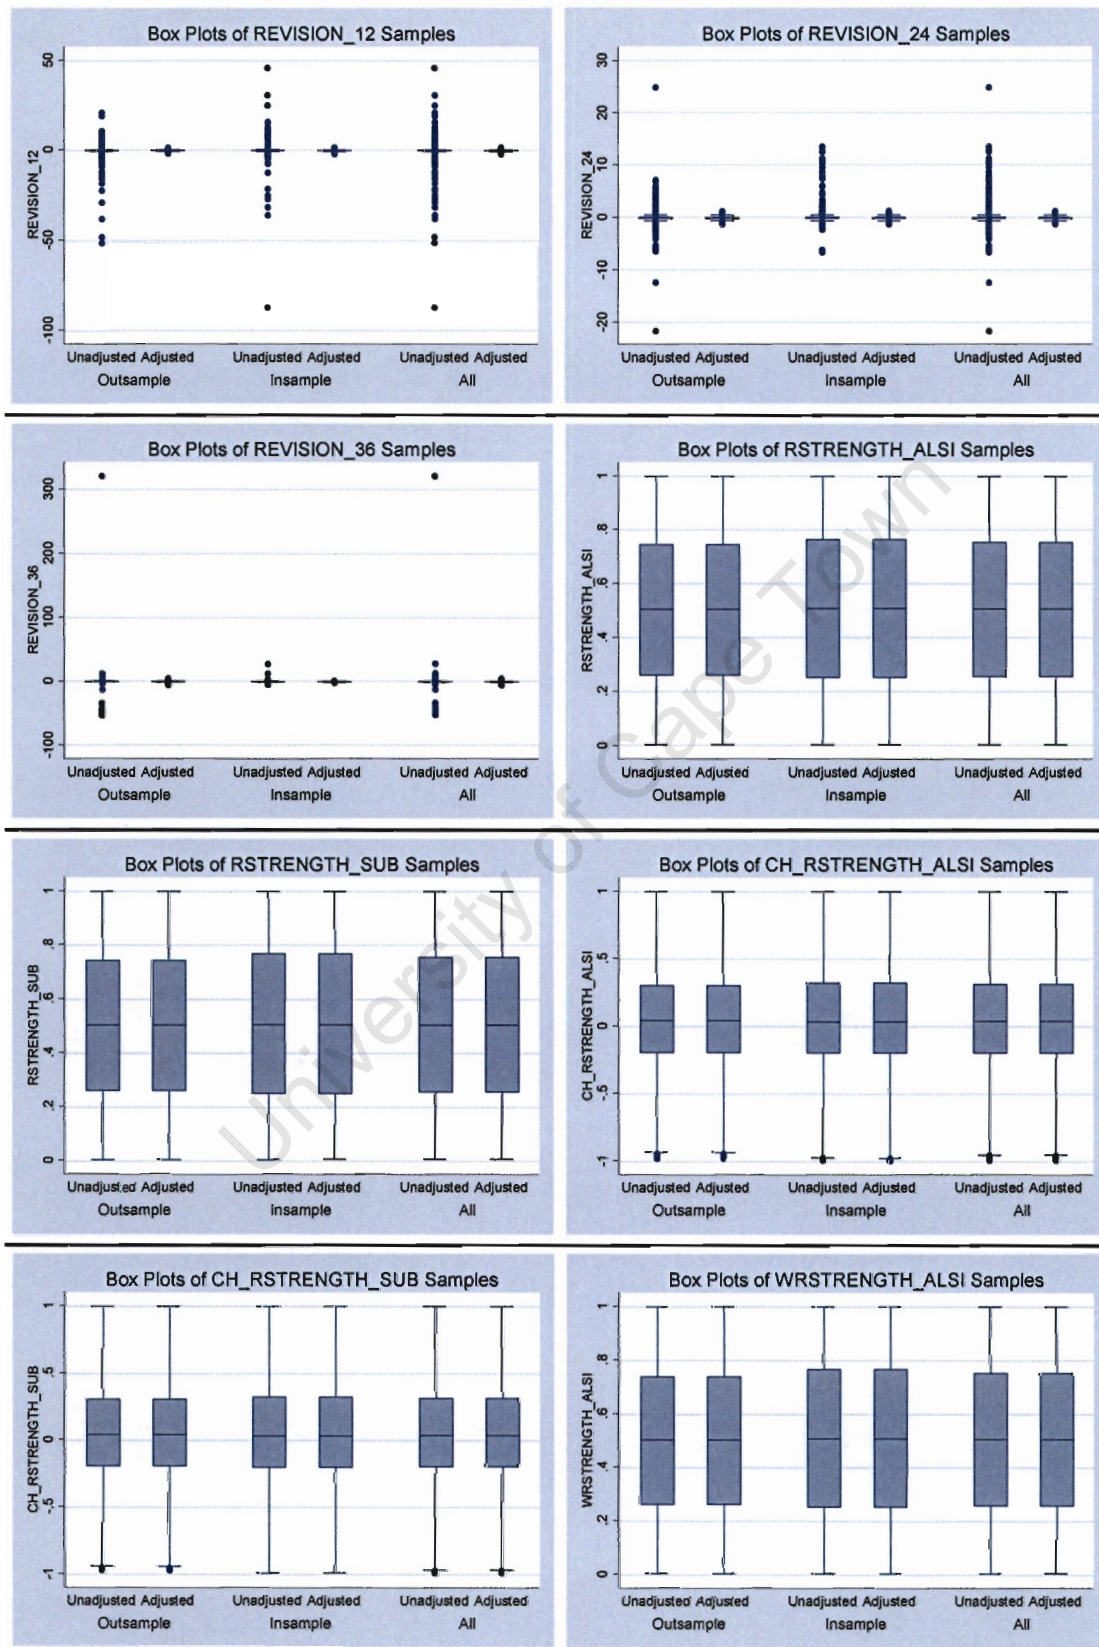 Box Plots of REVISION_12 Samples
REVISION_12
50
0
-50
-100
Unadjusted Adjusted Unadjusted Adjusted Unadjusted Adjusted
Outsample Insample All
Box Plots of REVISION_24 Samples
REVISION_24
30
20
10
0
-10
-20
Unadjusted Adjusted Unadjusted Adjusted Unadjusted Adjusted
Outsample Insample All
Box Plots of REVISION_36 Samples
REVISION_36
300
200
100
0
-100
Unadjusted Adjusted Unadjusted Adjusted Unadjusted Adjusted
Outsample Insample All
Box Plots of RSTRENGTH_ALSI Samples
RSTRENGTH_ALSI
1
.8
.6
.4
.2
0
Unadjusted Adjusted Unadjusted Adjusted Unadjusted Adjusted
Outsample Insample All
Box Plots of RSTRENGTH_SUB Samples
RSTRENGTH_SUB
1
.8
.6
.4
.2
0
Unadjusted Adjusted Unadjusted Adjusted Unadjusted Adjusted
Outsample Insample All
Box Plots of CH_RSTRENGTH_ALSI Samples
CH_RSTRENGTH_ALSI
1
.5
0
-.5
-1
Unadjusted Adjusted Unadjusted Adjusted Unadjusted Adjusted
Outsample Insample All
Box Plots of CH_RSTRENGTH_SUB Samples
CH_RSTRENGTH_SUB
1
.5
0
-.5
-1
Unadjusted Adjusted Unadjusted Adjusted Unadjusted Adjusted
Outsample Insample All
Box Plots of WRSTRENGTH_ALSI Samples
WRSTRENGTH_ALSI
1
.8
.6
.4
.2
0
Unadjusted Adjusted Unadjusted Adjusted Unadjusted Adjusted
Outsample Insample All
University of Cape Town